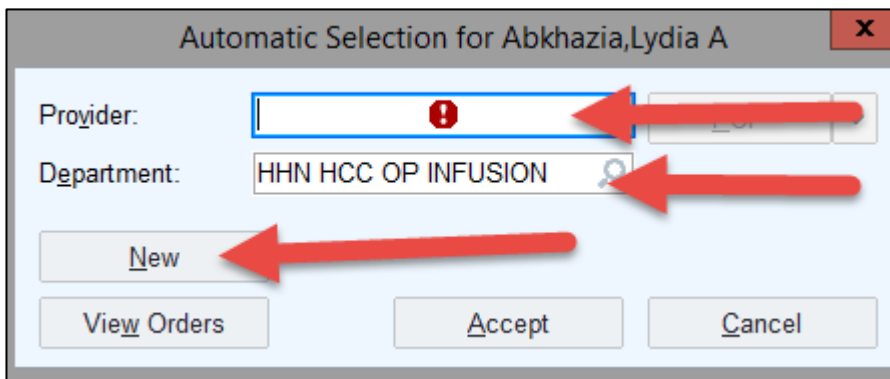 Automatic Selection for Abkhazia,Lydia A
x
Provider:
Department: HHN HCC OP INFUSION
New
View Orders Accept Cancel